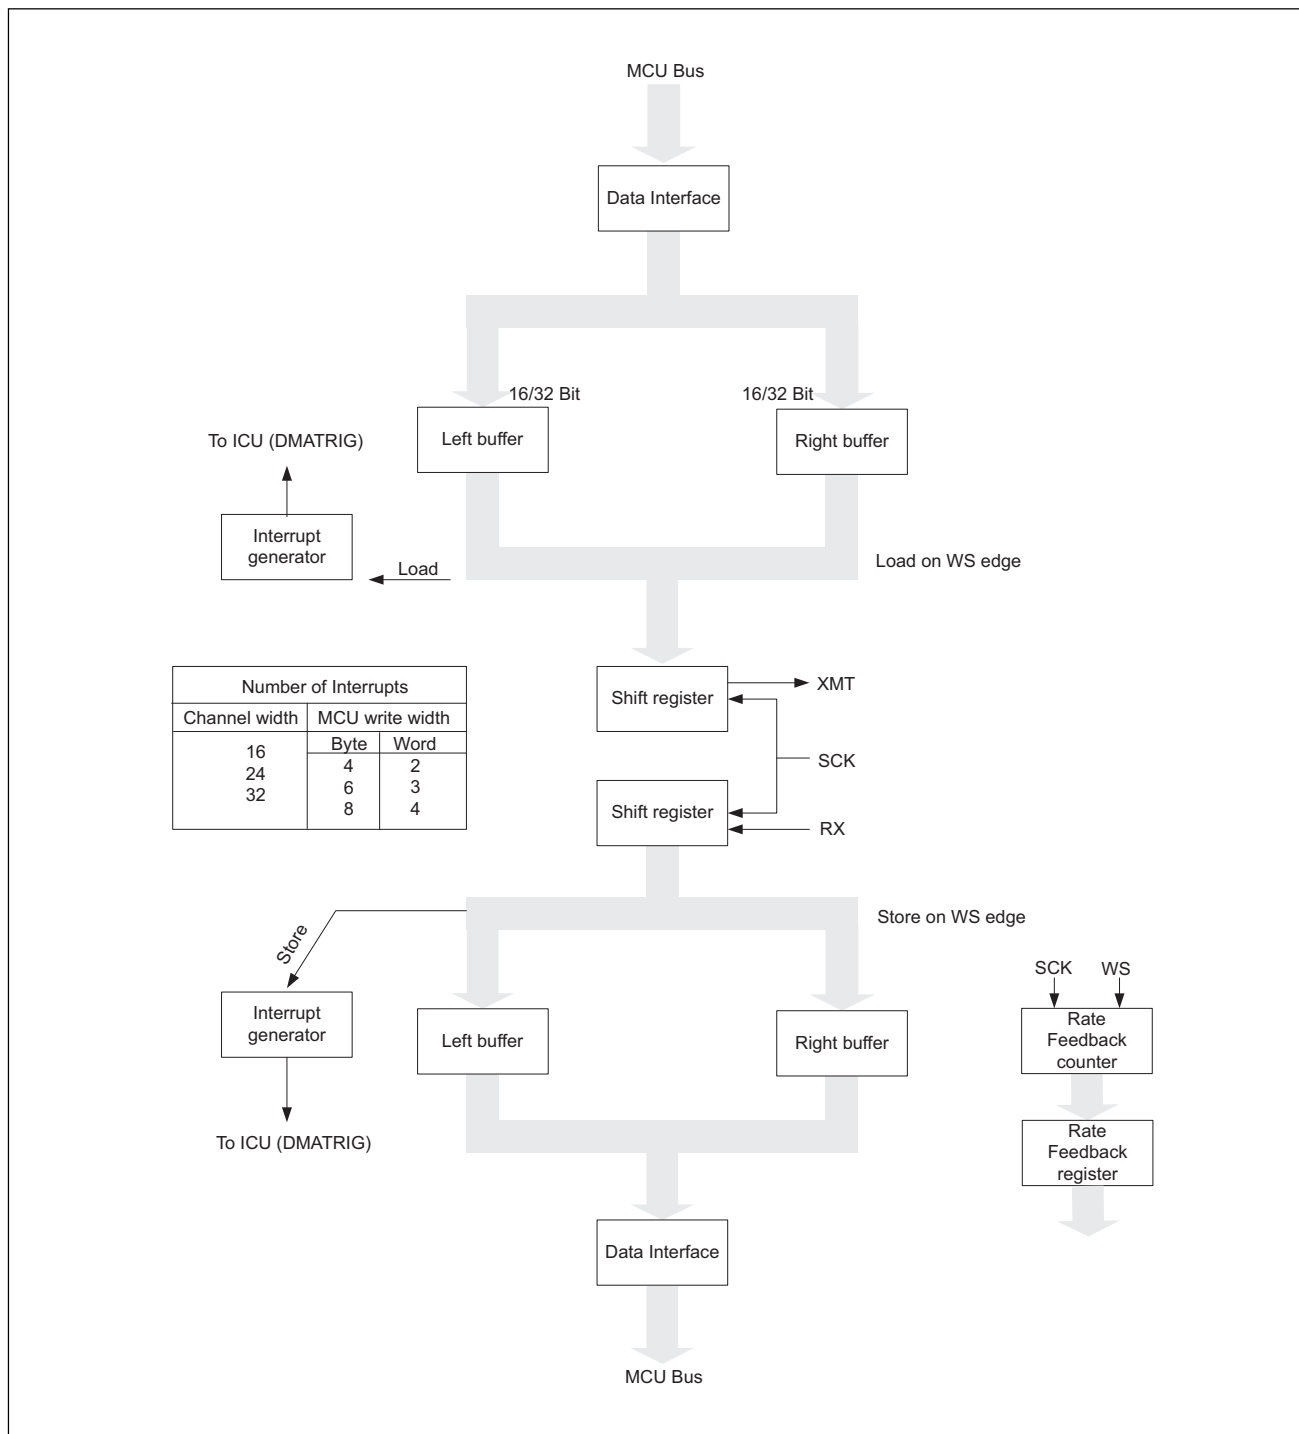 MCU Bus
Data Interface
16/32 Bit
16/32 Bit
Left buffer
Right buffer
To ICU (DMATRIG)
Interrupt
generator
Load
Load on WS edge
Shift register
XMT
SCK
Shift register
RX
Number of Interrupts
Channel width
MCU write width
Byte
Word
16
24
32
4
2
6
3
8
4
Store on WS edge
Store
Interrupt
generator
To ICU (DMATRIG)
Left buffer
Right buffer
SCK
WS
Rate
Feedback
counter
Rate
Feedback
register
Data Interface
MCU Bus